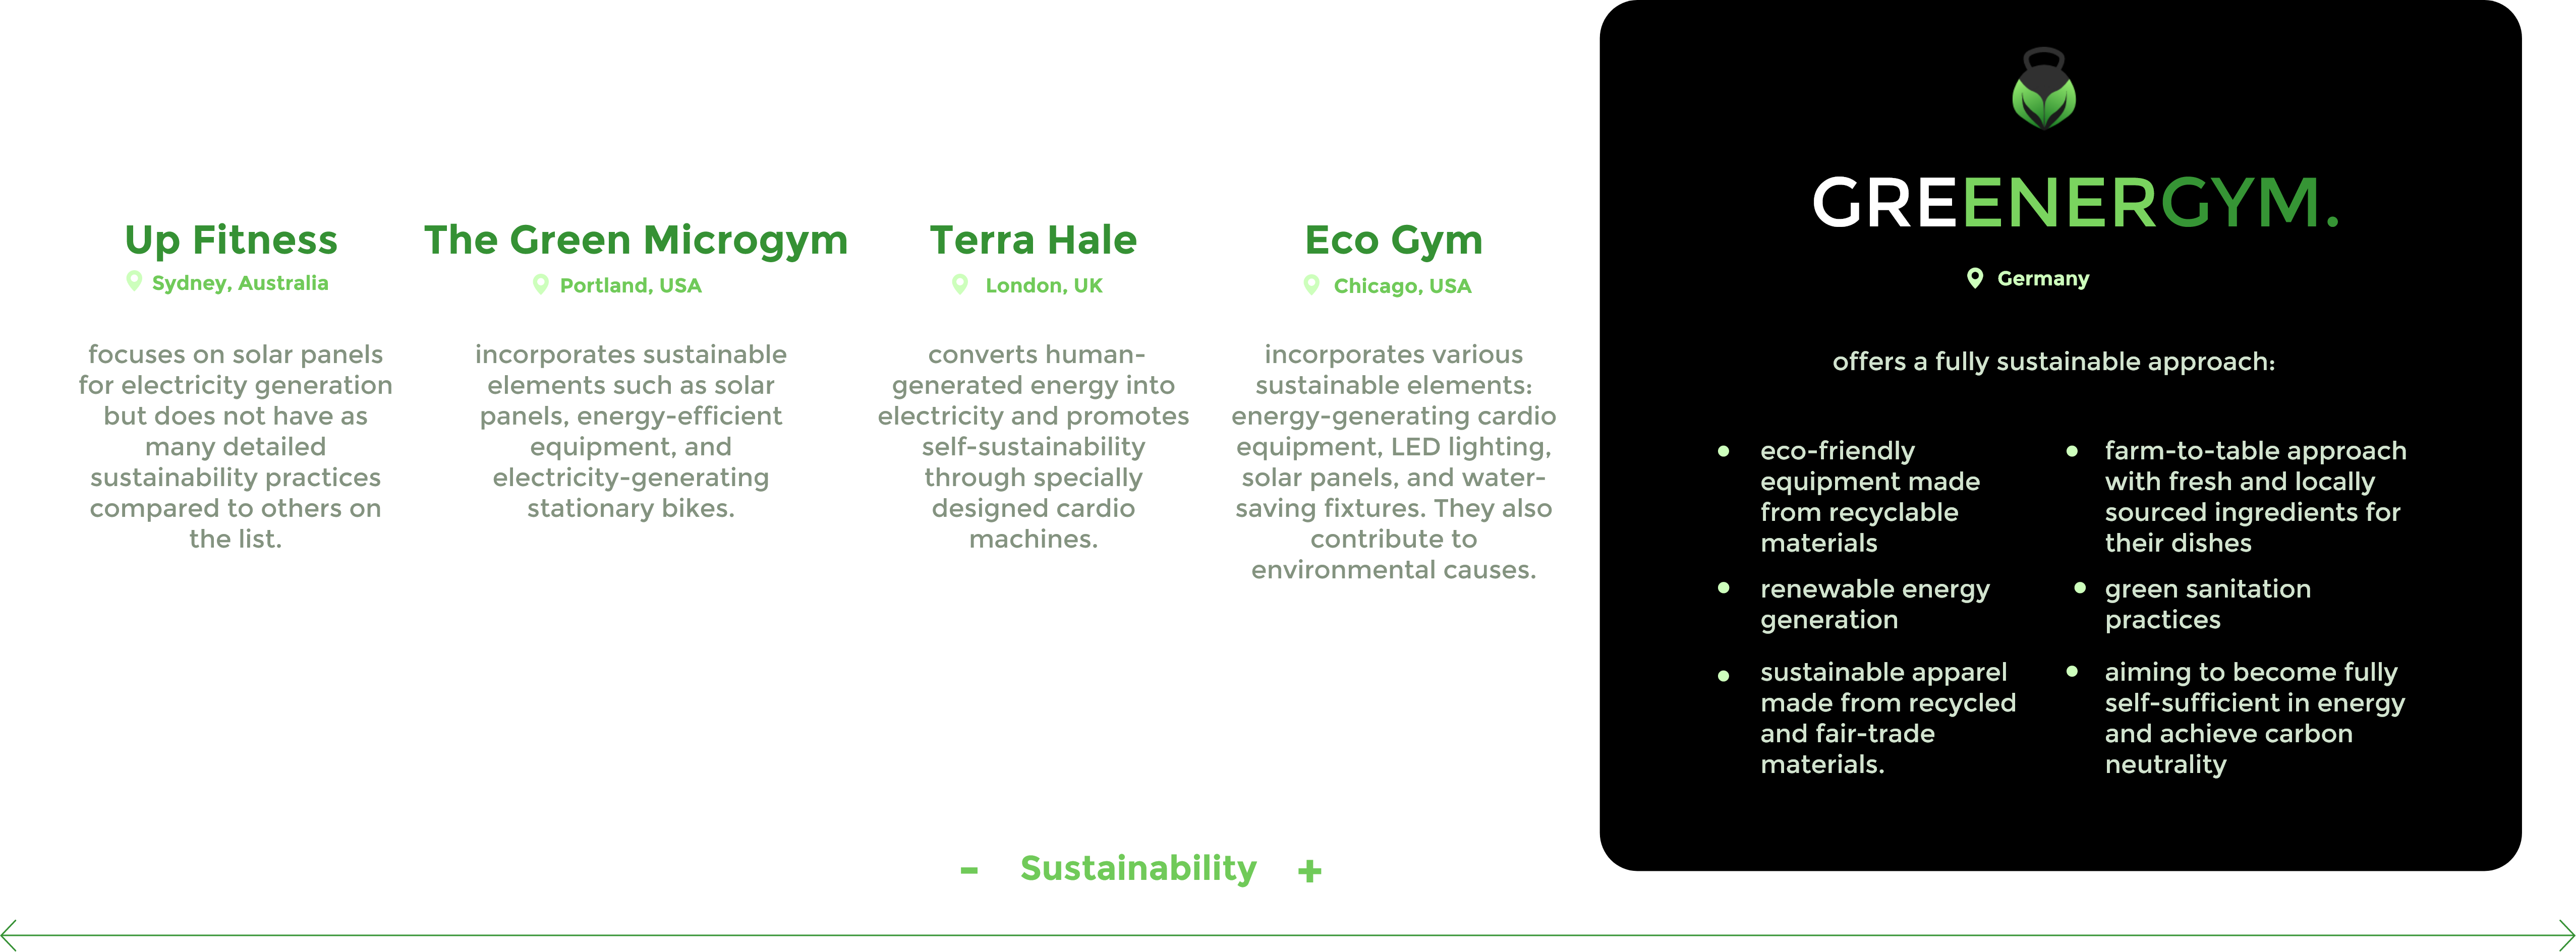 Up Fitness
Sydney, Australia
focuses on solar panels
for electricity generation
but does not have as
many detailed
sustainability practices
compared to others on
the list.
The Green Microgym
Portland, USA
incorporates sustainable
elements such as solar
panels, energy-efficient
equipment, and
electricity-generating
stationary bikes.
Terra Hale
London, UK
converts human-
generated energy into
electricity and promotes
self-sustainability
through specially
designed cardio
machines.
Eco Gym
Chicago, USA
incorporates various
sustainable elements:
energy-generating cardio
equipment, LED lighting,
solar panels, and water-
saving fixtures. They also
contribute to
environmental causes.
GREENERGYM.
Germany
offers a fully sustainable approach:
• eco-friendly
equipment made
from recyclable
materials
• renewable energy
generation
• sustainable apparel
made from recycled
and fair-trade
materials.
• farm-to-table approach
with fresh and locally
sourced ingredients for
their dishes
• green sanitation
practices
• aiming to become fully
self-sufficient in energy
and achieve carbon
neutrality
- Sustainability +